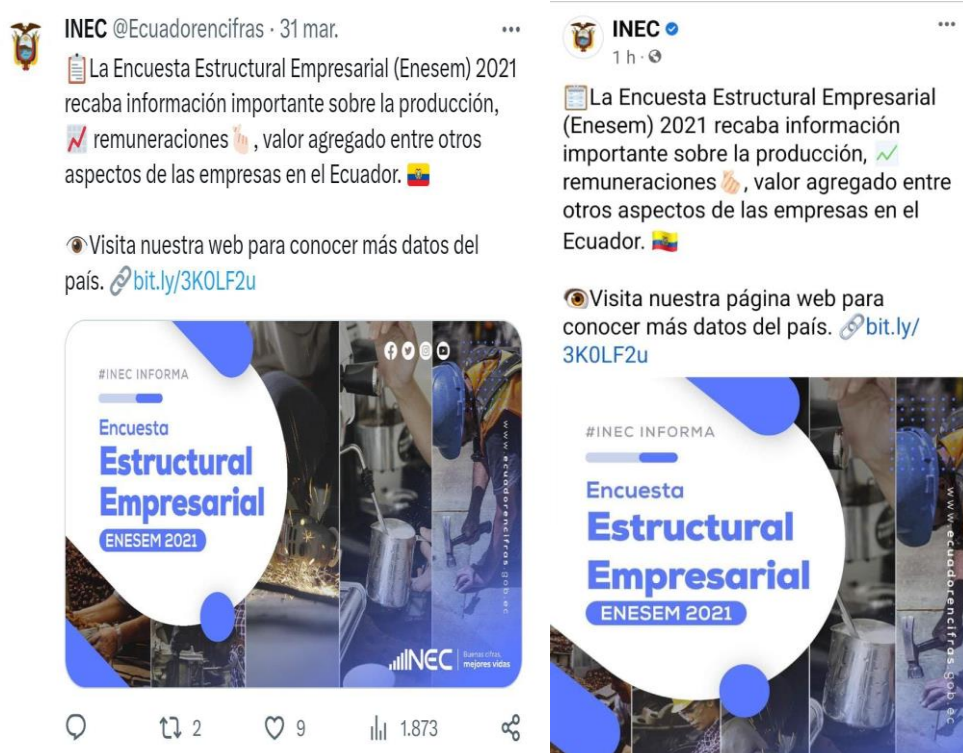 INEC @Ecuadorencifras · 31 mar.
📋La Encuesta Estructural Empresarial (Enesem) 2021
recaba información importante sobre la producción,
📈 remuneraciones🫰🏻, valor agregado entre otros
aspectos de las empresas en el Ecuador. 🇪🇨
👁️Visita nuestra web para conocer más datos del
país. 🔗bit.ly/3K0LF2u
#INEC INFORMA
Encuesta
Estructural
Empresarial
ENESEM 2021
www.ecuadorencifras.gob.ec
INEC
Buenas cifras,
mejores vidas
2
9
1.873
INEC
1 h ·
📋La Encuesta Estructural Empresarial
(Enesem) 2021 recaba información
importante sobre la producción, 📈
remuneraciones🫰🏻, valor agregado entre
otros aspectos de las empresas en el
Ecuador. 🇪🇨
👁️Visita nuestra página web para
conocer más datos del país. 🔗bit.ly/
3K0LF2u
#INEC INFORMA
Encuesta
Estructural
Empresarial
ENESEM 2021
www.ecuadorencifras.gob.ec